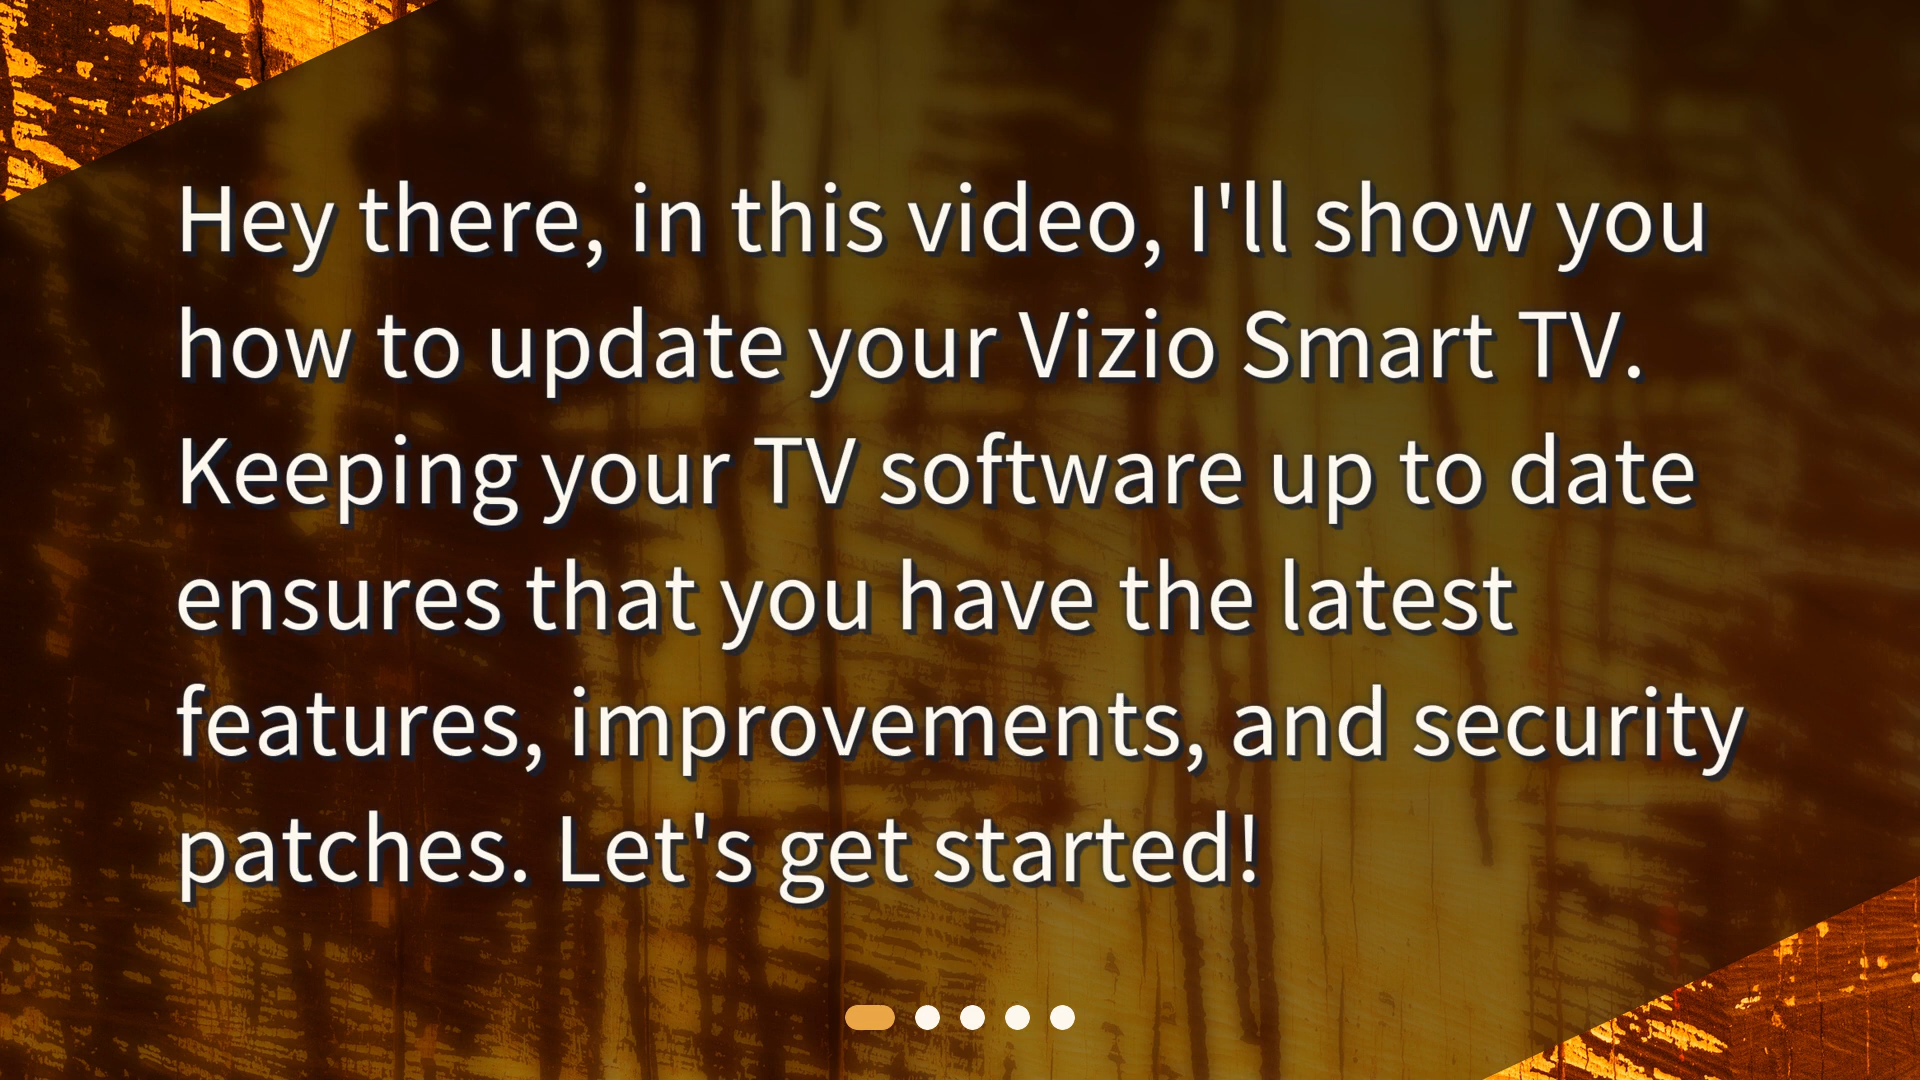 Hey there, in this video, I'll show you
how to update your Vizio Smart TV.
Keeping your TV software up to date
ensures that you have the latest
features, improvements, and security
patches. Let's get started!